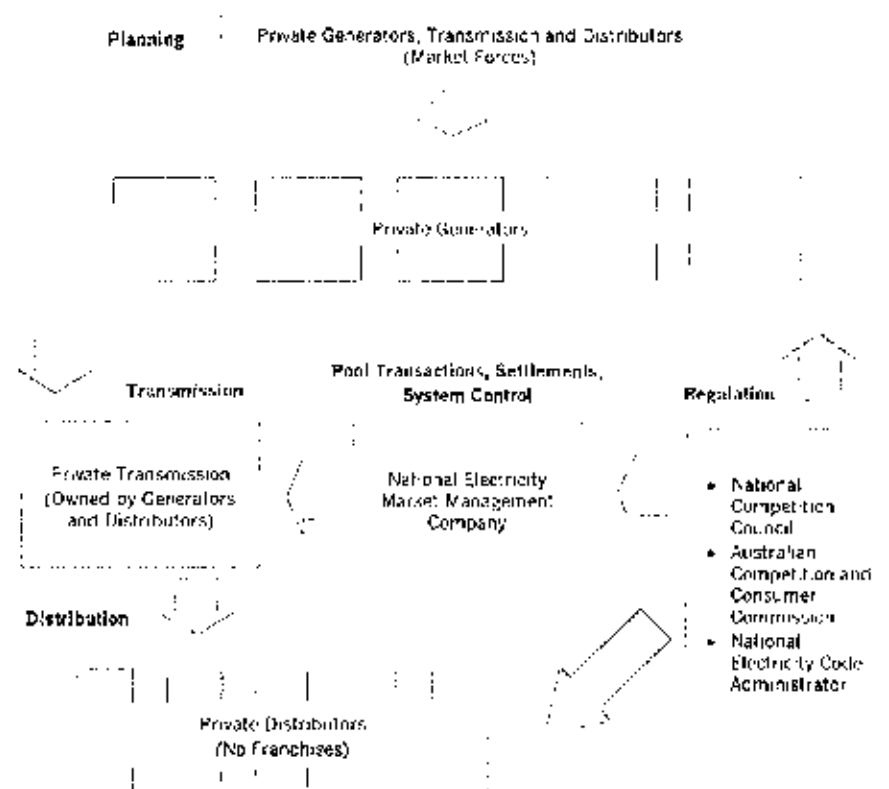 Planning
Private Generators, Transmission and Distributors
(Market Forces)
Private Generators
Pool Transactions, Settlements,
System Control
Transmission
Regulation
Private Transmission
(Owned by Generators
and Distributors)
National Electricity
Market Management
Company
• National
Competition
Council
• Australian
Competition and
Consumer
Commission
• National
Electricity Code
Administrator
Distribution
Private Distributors
(No Franchises)